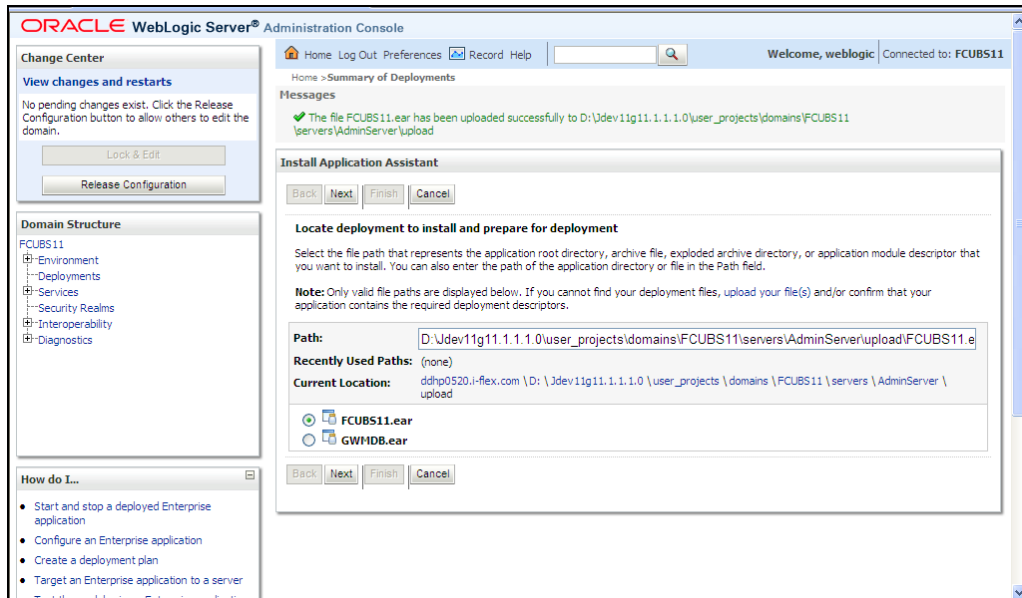 ORACLE WebLogic Server® Administration Console
Change Center
View changes and restarts
No pending changes exist. Click the Release
Configuration button to allow others to edit the
domain.
Lock & Edit
Release Configuration
Domain Structure
FCUBS11
Environment
Deployments
Services
Security Realms
Interoperability
Diagnostics
How do I...
Start and stop a deployed Enterprise
application
Configure an Enterprise application
Create a deployment plan
Target an Enterprise application to a server
Home Log Out Preferences Record Help
Welcome, weblogic Connected to: FCUBS11
Home >Summary of Deployments
Messages
The file FCUBS11.ear has been uploaded successfully to D:\Jdev11g11.1.1.1.0\user_projects\domains\FCUBS11
\servers\AdminServer\upload
Install Application Assistant
Back Next Finish Cancel
Locate deployment to install and prepare for deployment
Select the file path that represents the application root directory, archive file, exploded archive directory, or application module descriptor that
you want to install. You can also enter the path of the application directory or file in the Path field.
Note: Only valid file paths are displayed below. If you cannot find your deployment files, upload your file(s) and/or confirm that your
application contains the required deployment descriptors.
Path: D:\Jdev11g11.1.1.1.0\user_projects\domains\FCUBS11\servers\AdminServer\upload\FCUBS11.e
Recently Used Paths: (none)
Current Location: ddhp0520.i-flex.com \D: \Jdev11g11.1.1.1.0 \user_projects \domains \FCUBS11 \servers \AdminServer \
upload
FCUBS11.ear
GWMDB.ear
Back Next Finish Cancel